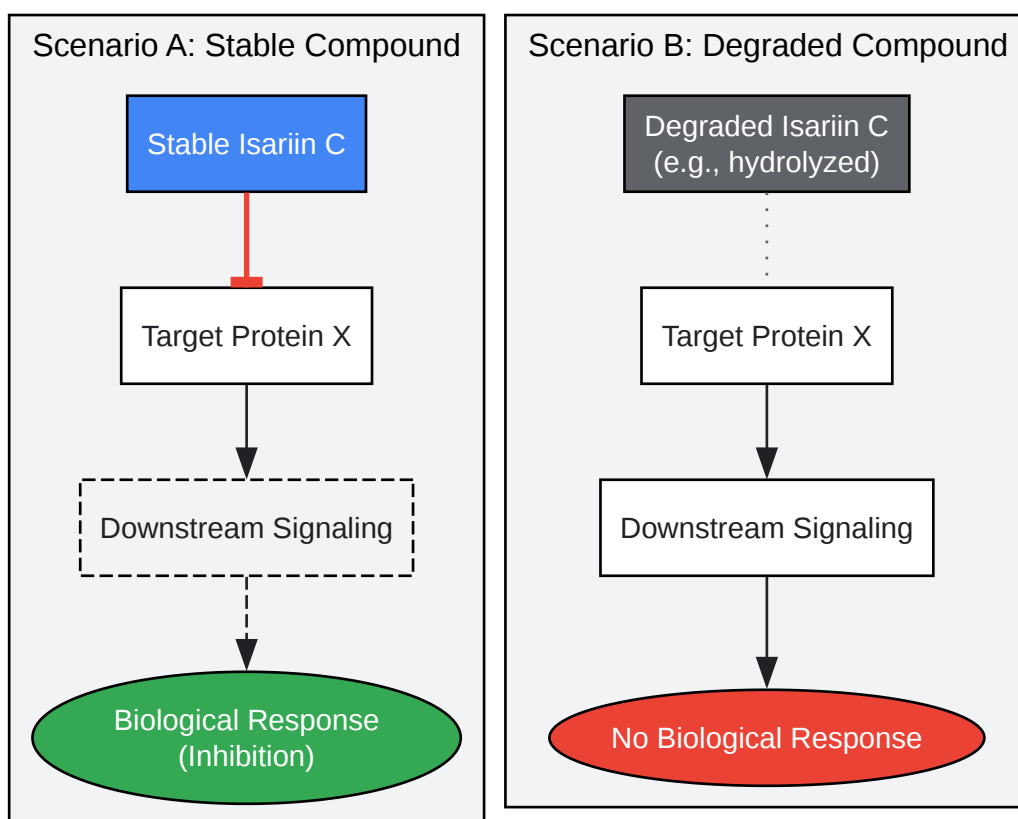 Scenario A: Stable Compound
Stable Isariin C
Target Protein X
Downstream Signaling
Biological Response
(Inhibition)
Scenario B: Degraded Compound
Degraded Isariin C
(e.g., hydrolyzed)
Target Protein X
Downstream Signaling
No Biological Response